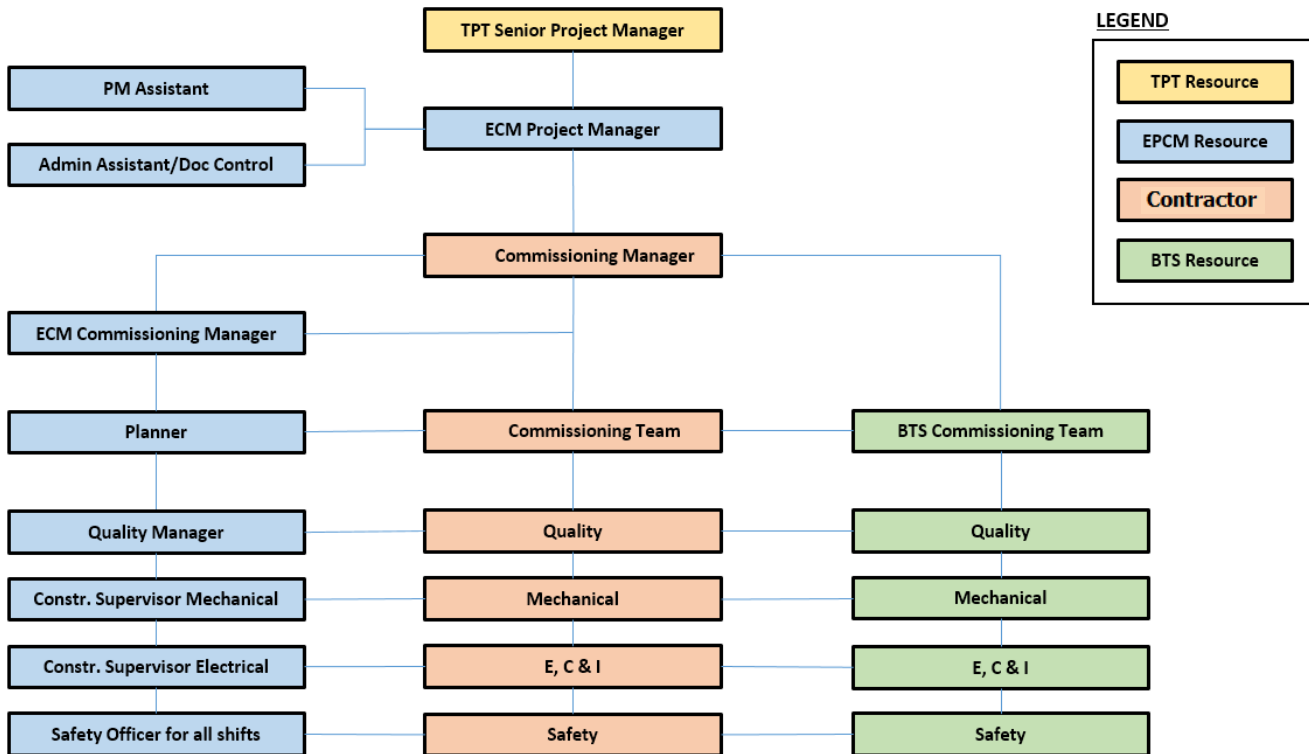 TPT Senior Project Manager
LEGEND
PM Assistant
TPT Resource
ECM Project Manager
EPCM Resource
Admin Assistant/Doc Control
Contractor
Commissioning Manager
BTS Resource
ECM Commissioning Manager
Planner
Commissioning Team
BTS Commissioning Team
Quality Manager
Quality
Quality
Constr. Supervisor Mechanical
Mechanical
Mechanical
Constr. Supervisor Electrical
E, C & I
E, C & I
Safety Officer for all shifts
Safety
Safety